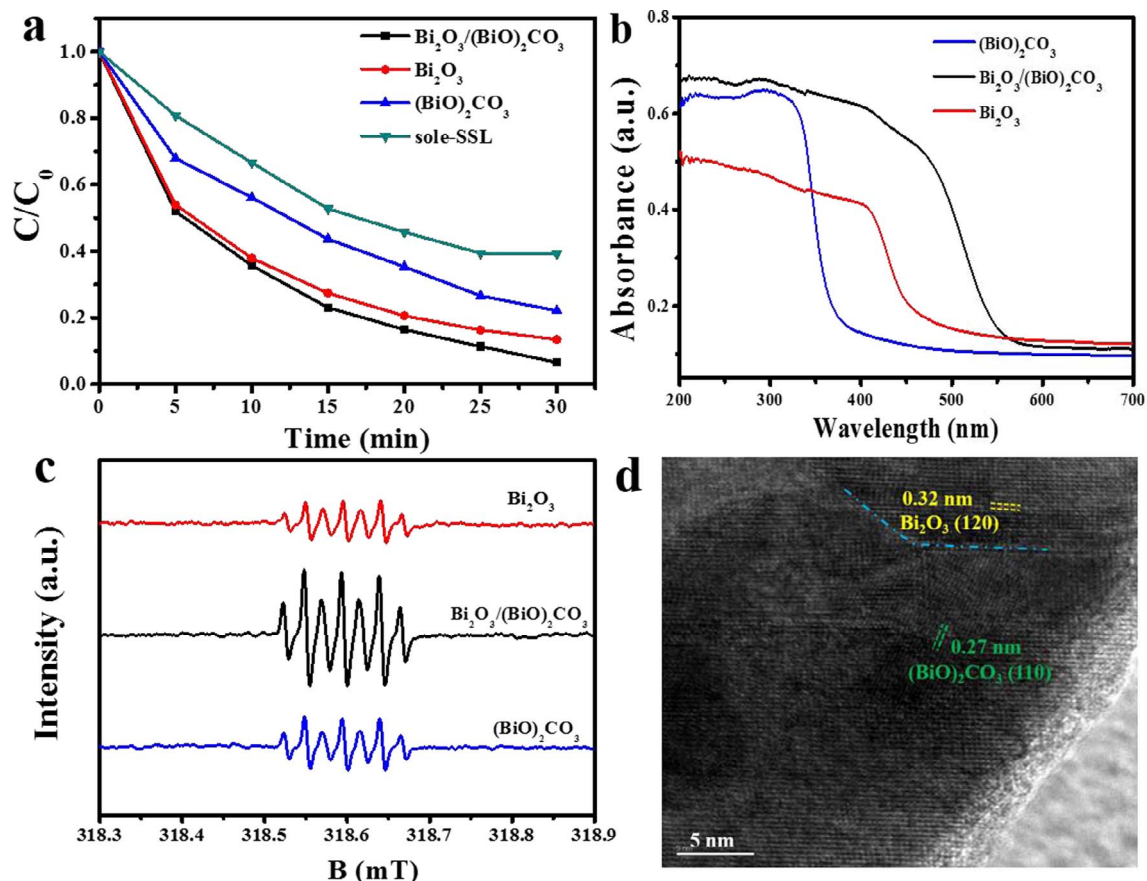 a
Bi₂O₃/(BiO)₂CO₃
Bi₂O₃
(BiO)₂CO₃
sole-SSL
1.0
0.8
0.6
0.4
0.2
0.0
C/C₀
0 5 10 15 20 25 30
Time (min)
b
(BiO)₂CO₃
Bi₂O₃/(BiO)₂CO₃
Bi₂O₃
0.8
0.6
0.4
0.2
Absorbance (a.u.)
200 300 400 500 600 700
Wavelength (nm)
c
Bi₂O₃
Bi₂O₃/(BiO)₂CO₃
(BiO)₂CO₃
Intensity (a.u.)
318.3 318.4 318.5 318.6 318.7 318.8 318.9
B (mT)
d
0.32 nm
Bi₂O₃ (120)
0.27 nm
(BiO)₂CO₃ (110)
5 nm